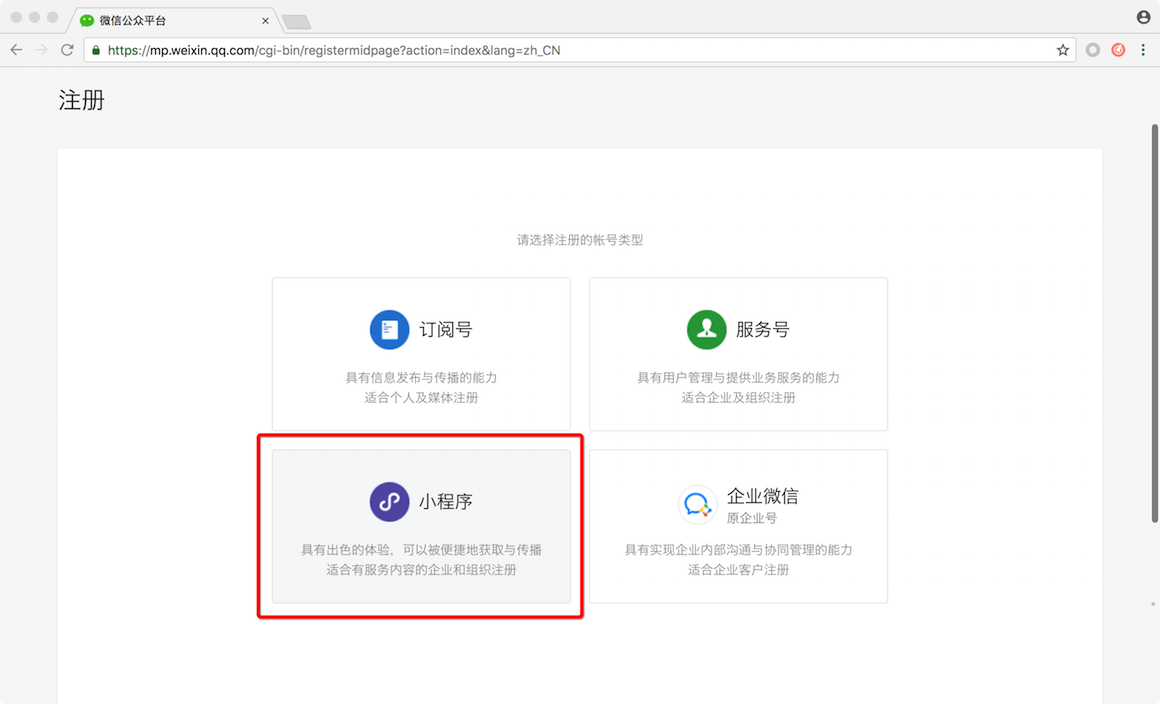 微信公众平台
https://mp.weixin.qq.com/cgi-bin/registermidpage?action=index&lang=zh_CN
注册
请选择注册的帐号类型
订阅号
具有信息发布与传播的能力
适合个人及媒体注册
服务号
具有用户管理与提供业务服务的能力
适合企业及组织注册
小程序
具有出色的体验，可以被便捷地获取与传播
适合有服务内容的企业和组织注册
企业微信
原企业号
具有实现企业内部沟通与协同管理的能力
适合企业客户注册